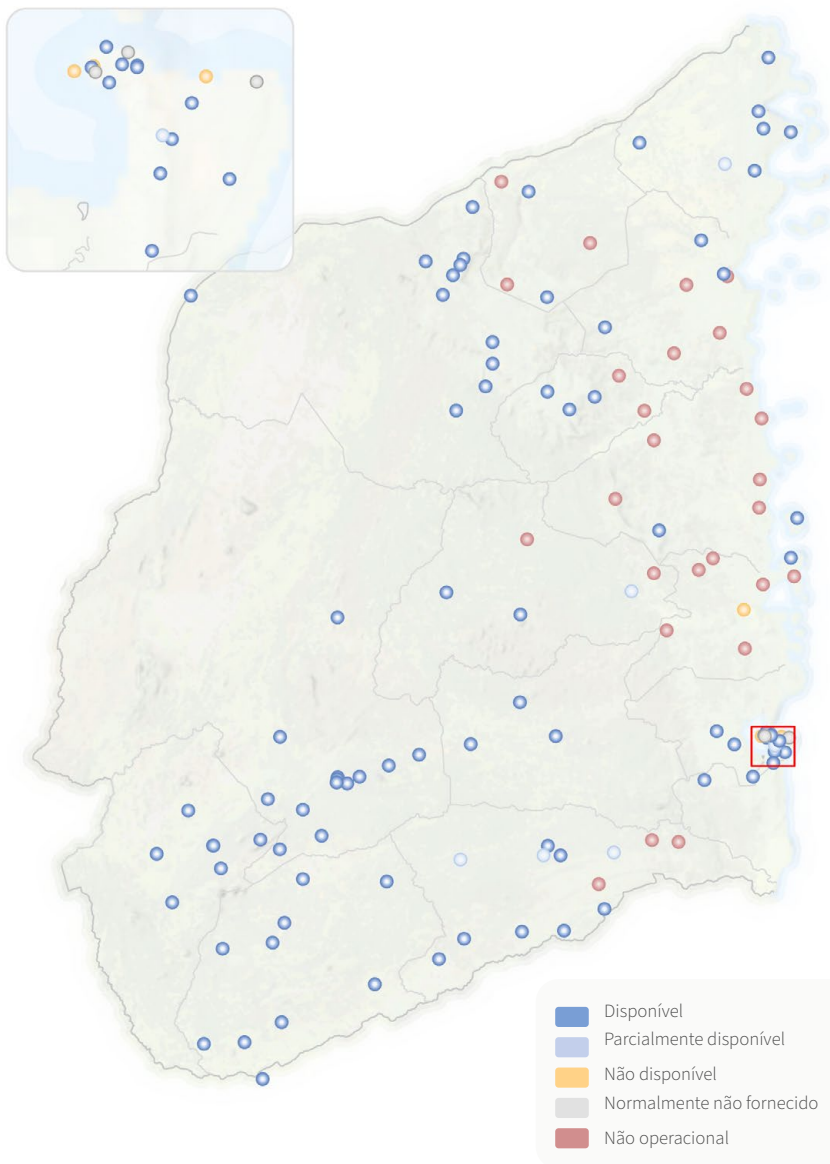 Disponível
Parcialmente disponível
Não disponível
Normalmente não fornecido
Não operacional